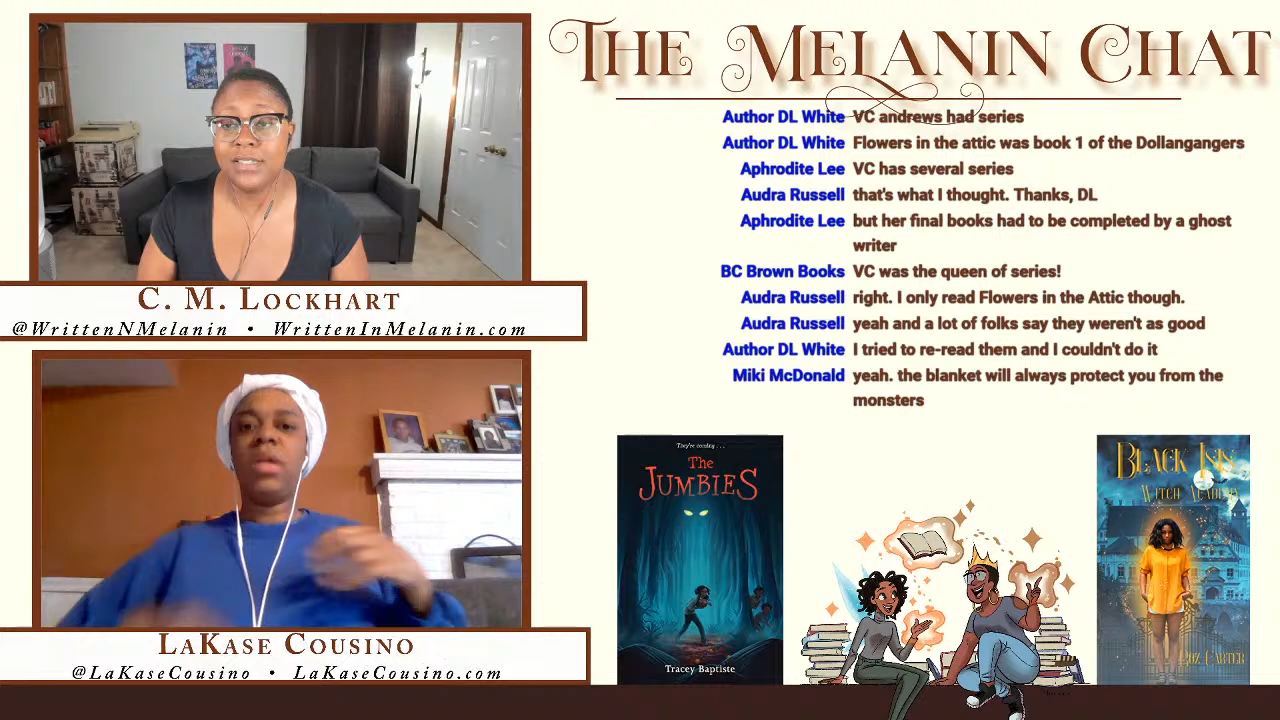 THE MELANIN CHAT
Author DL White VC andrews had series
Author DL White Flowers in the attic was book 1 of the Dollangangers
Aphrodite Lee VC has several series
Audra Russell that's what I thought. Thanks, DL
Aphrodite Lee but her final books had to be completed by a ghost
writer
BC Brown Books VC was the queen of series!
Audra Russell right. I only read Flowers in the Attic though.
Audra Russell yeah and a lot of folks say they weren't as good
Author DL White I tried to re-read them and I couldn't do it
Miki McDonald yeah. the blanket will always protect you from the
monsters
C. M. LOCKHART
@WrittenNMelanin • WrittenInMelanin.com
LAKASE COUSINO
@LaKaseCousino • LaKaseCousino.com
They're coming . . .
The
JUMBIES
Tracey Baptiste
BLACK ISIS
WITCH ACADEMY
ROZ CARTER